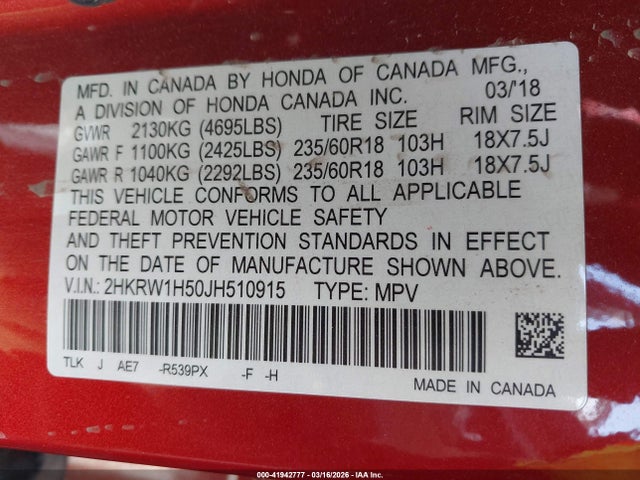 MFD. IN CANADA BY HONDA OF CANADA MFG.,
A DIVISION OF HONDA CANADA INC. 03/'18
GVWR 2130KG (4695LBS) TIRE SIZE RIM SIZE
GAWR F 1100KG (2425LBS) 235/60R18 103H 18X7.5J
GAWR R 1040KG (2292LBS) 235/60R18 103H 18X7.5J
THIS VEHICLE CONFORMS TO ALL APPLICABLE
FEDERAL MOTOR VEHICLE SAFETY
AND THEFT PREVENTION STANDARDS IN EFFECT
ON THE DATE OF MANUFACTURE SHOWN ABOVE.
V.I.N.: 2HKRW1H50JH510915 TYPE: MPV
TLK J AE7 -R539PX -F -H
MADE IN CANADA
000-41942777 - 03/16/2026 - IAA Inc.